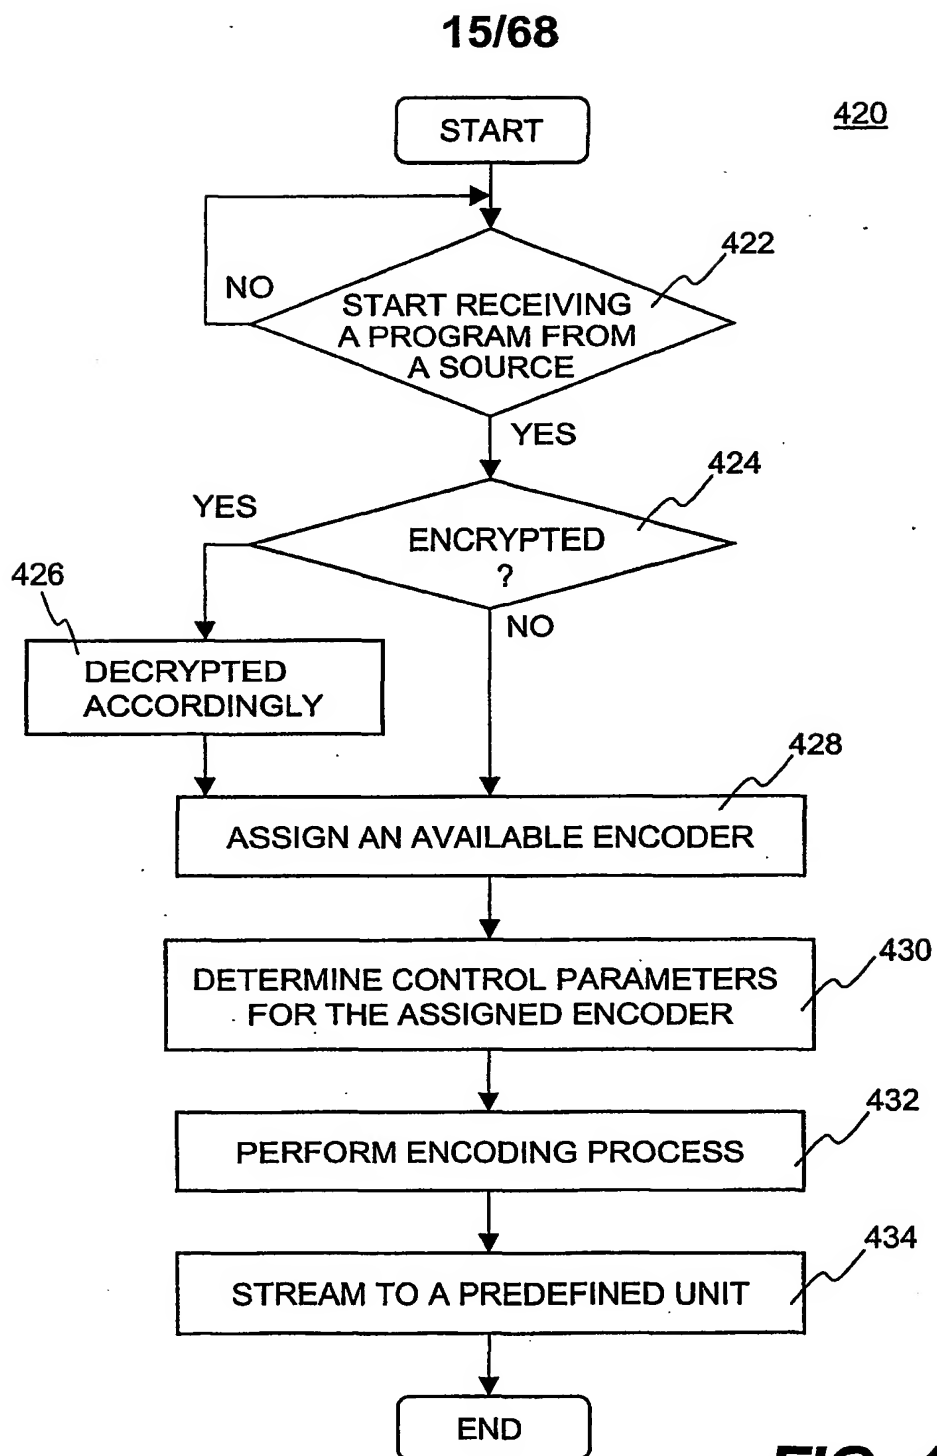 15/68
420
START
422
NO
START RECEIVING
A PROGRAM FROM
A SOURCE
YES
424
YES
ENCRYPTED
?
426
NO
DECRYPTED
ACCORDINGLY
428
ASSIGN AN AVAILABLE ENCODER
430
DETERMINE CONTROL PARAMETERS
FOR THE ASSIGNED ENCODER
432
PERFORM ENCODING PROCESS
434
STREAM TO A PREDEFINED UNIT
END